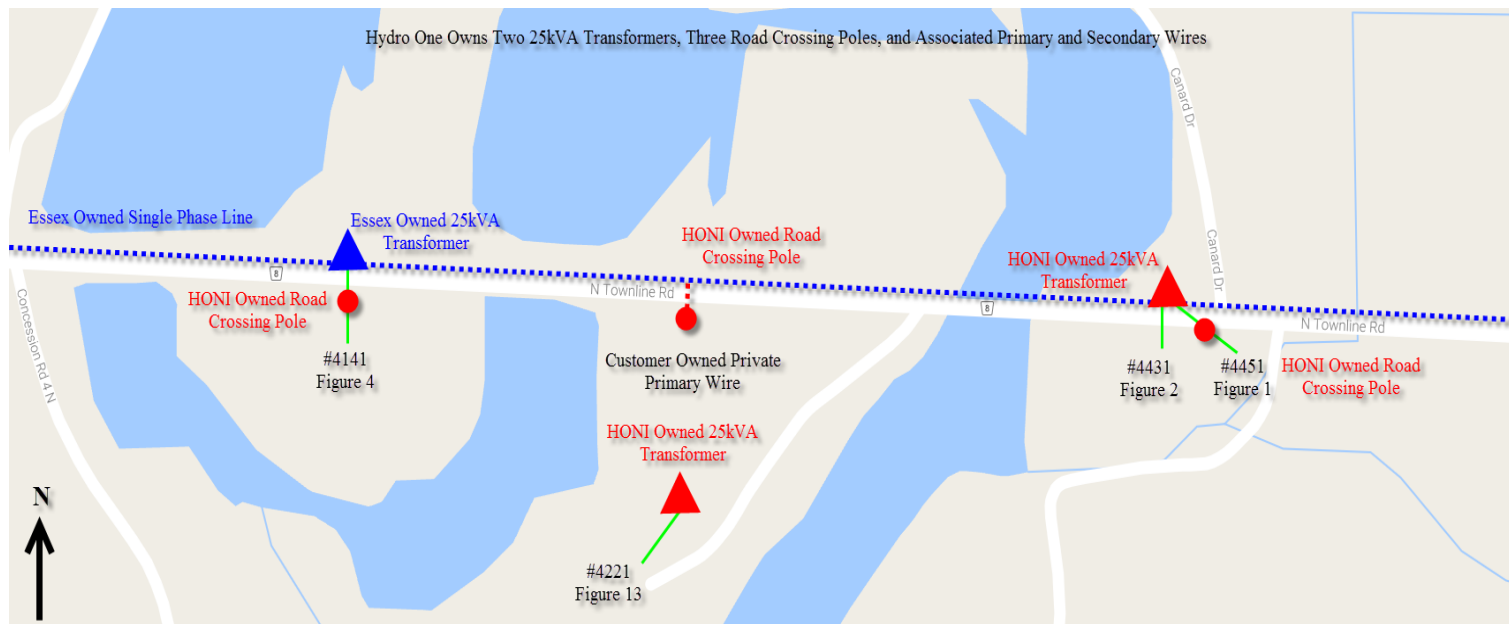 Hydro One Owns Two 25kVA Transformers, Three Road Crossing Poles, and Associated Primary and Secondary Wires
Canard Dr
Essex Owned Single Phase Line
Essex Owned 25kVA
Transformer
HONI Owned Road
Crossing Pole
HONI Owned 25kVA
Transformer
Canard Dr
8
HONI Owned Road
Crossing Pole
N Townline Rd
8
N Townline Rd
Concession Rd 4 N
#4141
Figure 4
Customer Owned Private
Primary Wire
#4431
Figure 2
#4451
Figure 1
HONI Owned Road
Crossing Pole
HONI Owned 25kVA
Transformer
N
#4221
Figure 13